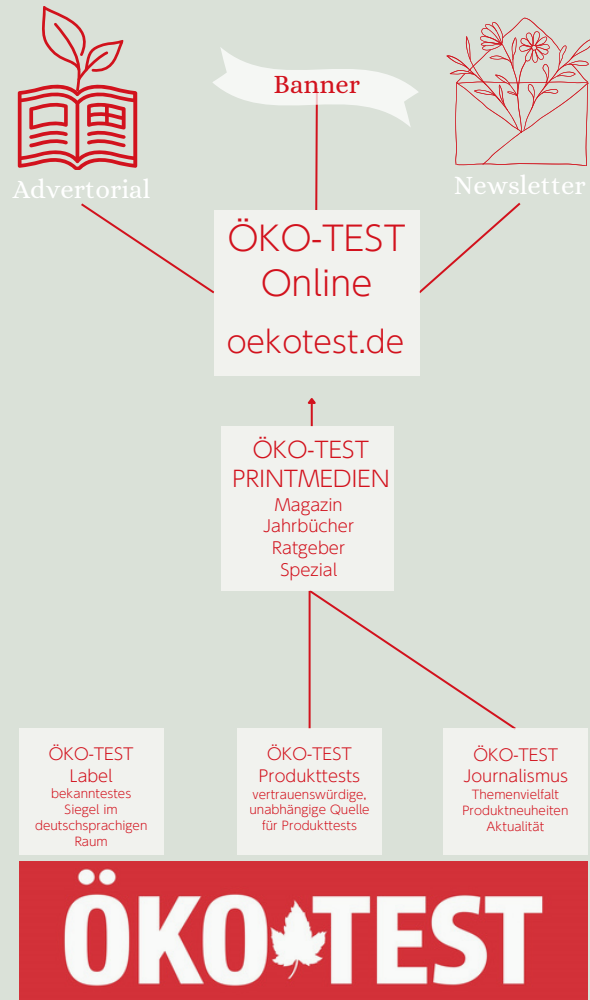 Advertorial
Banner
Newsletter
ÖKO-TEST
Online
oekotest.de
ÖKO-TEST
PRINTMEDIEN
Magazin
Jahrbücher
Ratgeber
Spezial
ÖKO-TEST
Label
bekanntestes
Siegel im
deutschsprachigen
Raum
ÖKO-TEST
Produkttests
vertrauenswürdige,
unabhängige Quelle
für Produkttests
ÖKO-TEST
Journalismus
Themenvielfalt
Produktneuheiten
Aktualität
ÖKO TEST